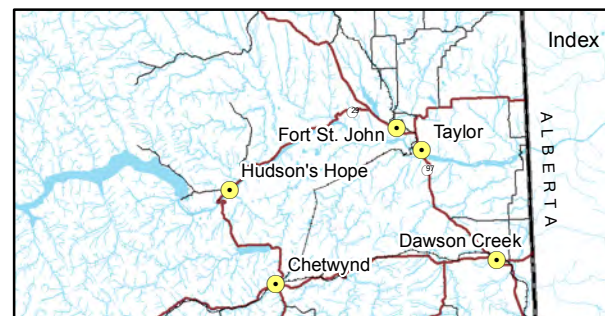 Index
29
Fort St. John
Taylor
97
Hudson's Hope
Dawson Creek
Chetwynd
ALBERTA